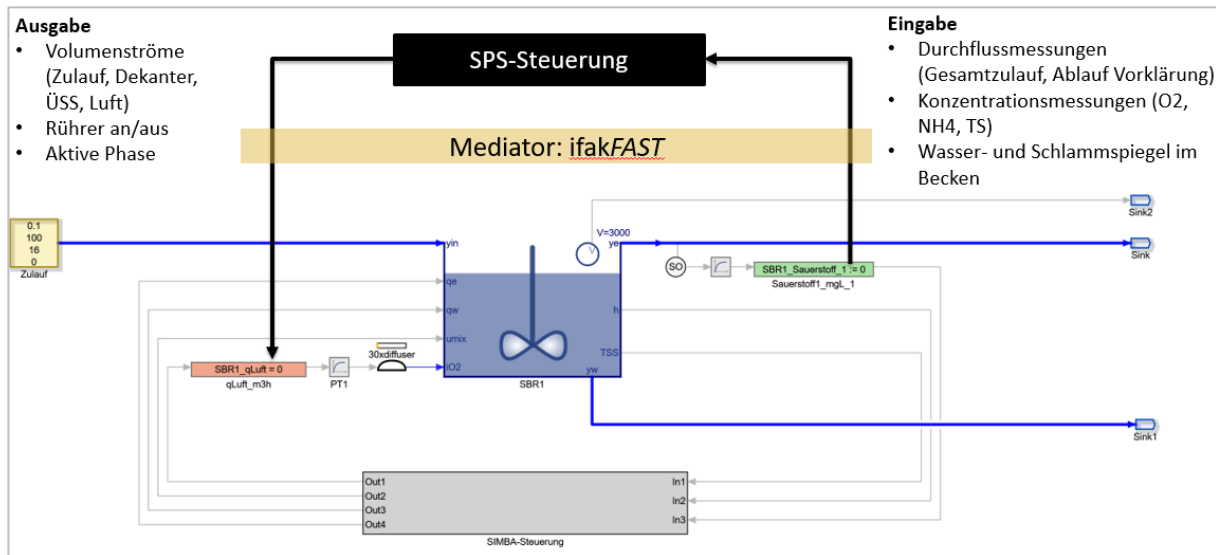 Ausgabe
• Volumenströme
(Zulauf, Dekanter,
ÜSS, Luft)
• Rührer an/aus
• Aktive Phase
SPS-Steuerung
Mediator: ifakFAST
Eingabe
• Durchflussmessungen
(Gesamtzulauf, Ablauf Vorklärung)
• Konzentrationsmessungen (O2,
NH4, TS)
• Wasser- und Schlammspiegel im
Becken
0.1
100
16
0
Zulauf
yin
qe
qw
umix
iO2
V=3000
V
ye
h
TSS
yw
SBR1
SO
SBR1_Sauerstoff_1 := 0
Sauerstoff1_mgL_1
Sink2
Sink
Sink1
SBR1_qLuft = 0
qLuft_m3h
PT1
30xdiffuser
Out1
Out2
Out3
Out4
In1
In2
In3
SIMBA-Steuerung